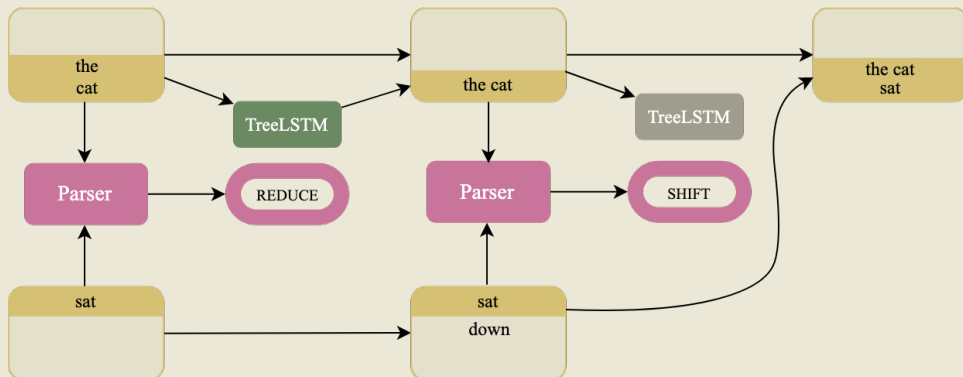 the
cat
the cat
the cat
sat
TreeLSTM
TreeLSTM
Parser
REDUCE
Parser
SHIFT
sat
sat
down